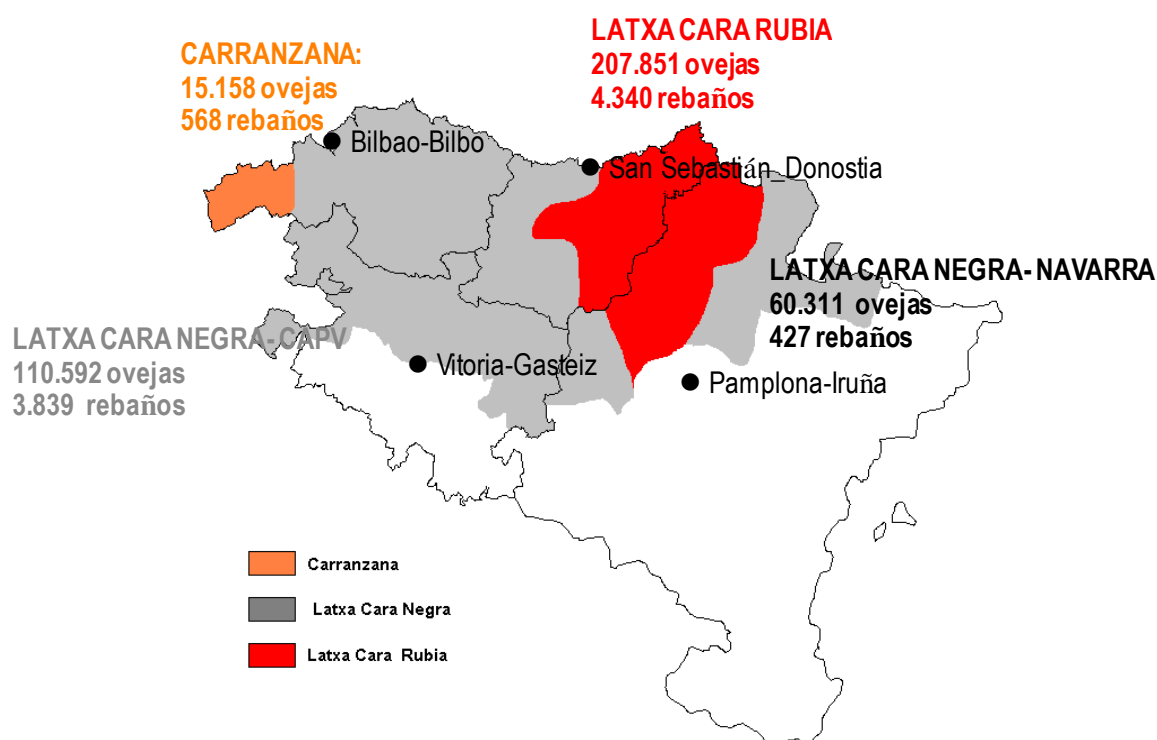 LATXA CARA RUBIA
207.851 ovejas
4.340 rebaños
CARRANZANA:
15.158 ovejas
568 rebaños
Bilbao-Bilbo
San Sebastián_Donostia
LATXA CARA NEGRA- NAVARRA
60.311 ovejas
427 rebaños
LATXA CARA NEGRA- CAPV
110.592 ovejas
3.839 rebaños
Vitoria-Gasteiz
Pamplona-Iruña
Carranzana
Latxa Cara Negra
Latxa Cara Rubia